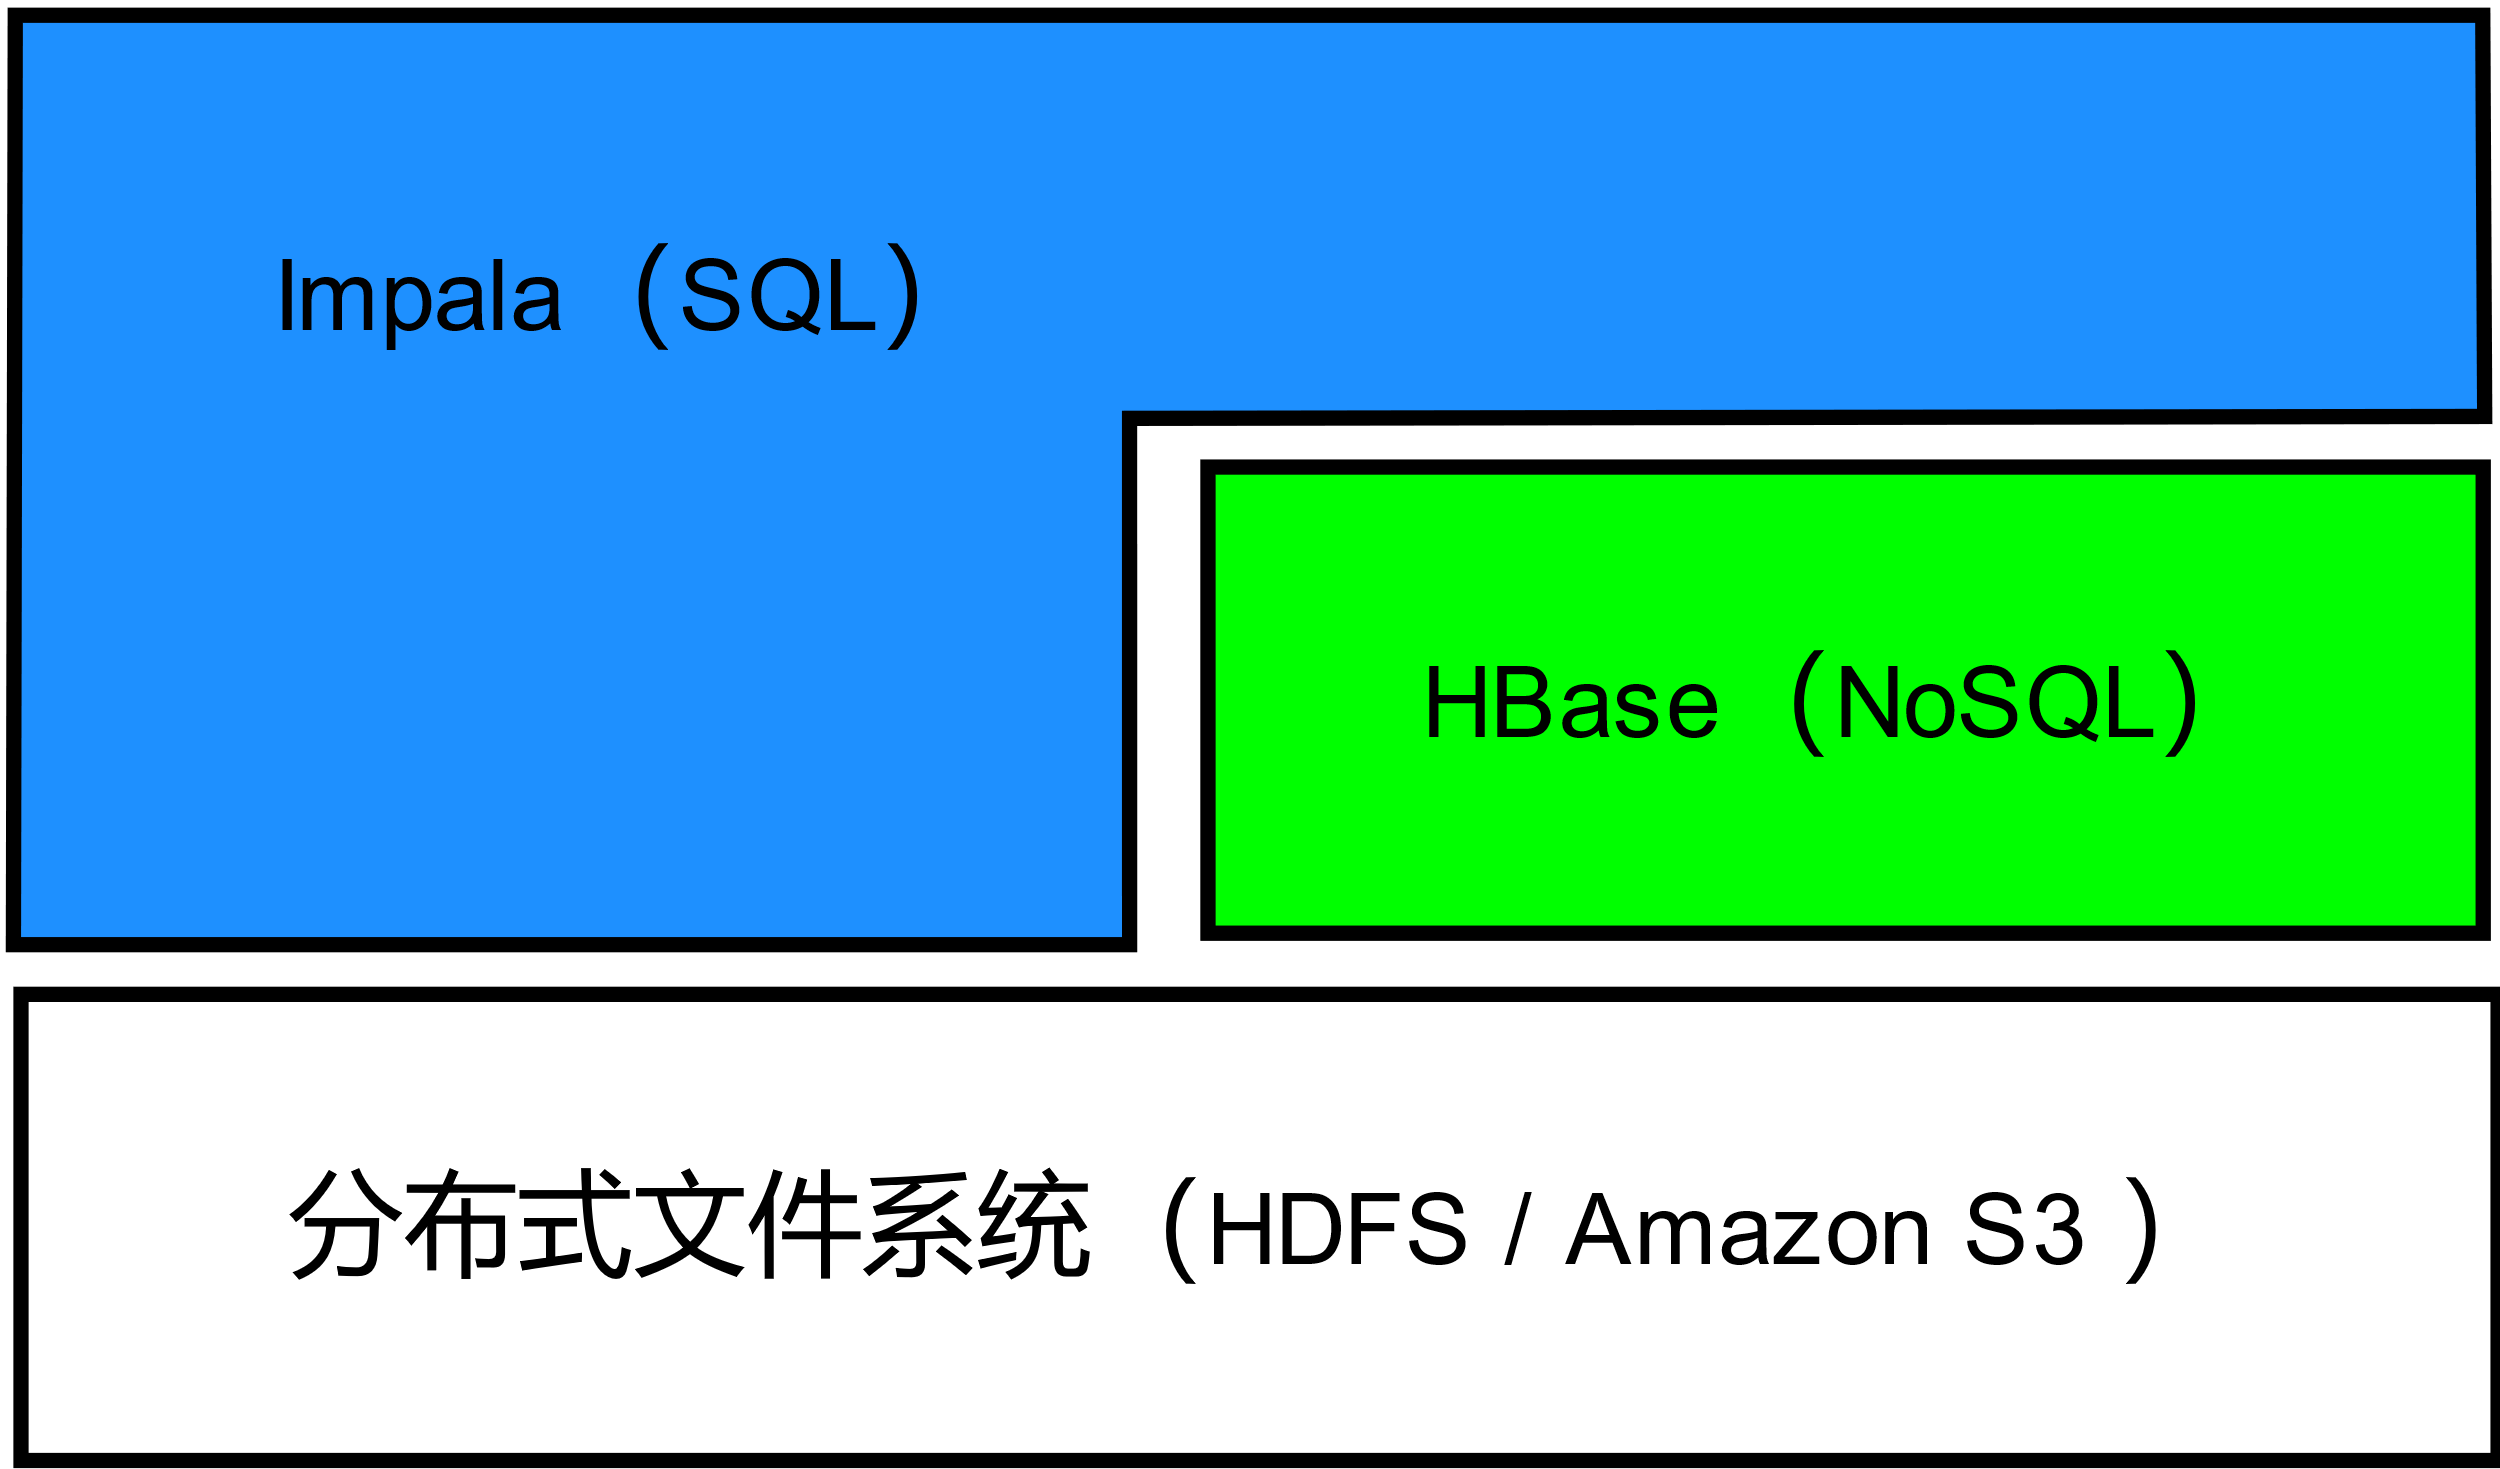 Impala (SQL)
HBase (NoSQL)
分布式文件系统 (HDFS / Amazon S3 )